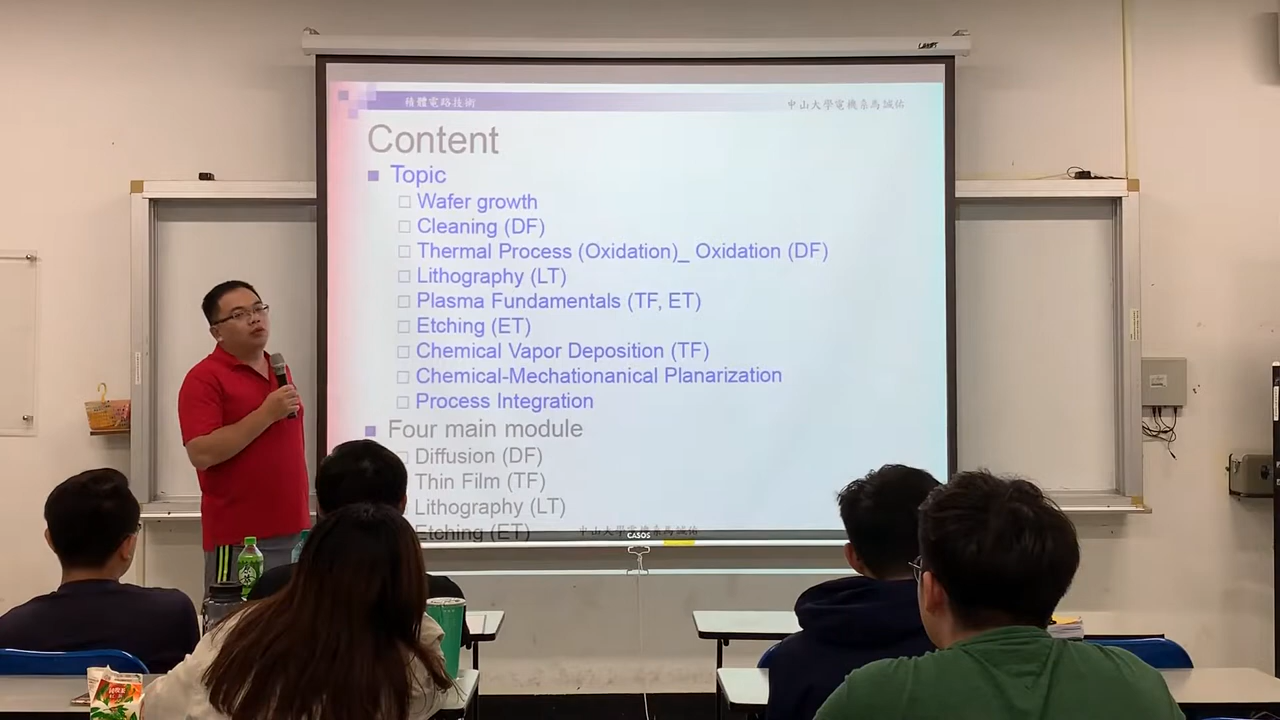 積體電路技術
中山大學電機系馬誠佑
Content
Topic
Wafer growth
Cleaning (DF)
Thermal Process (Oxidation)_ Oxidation (DF)
Lithography (LT)
Plasma Fundamentals (TF, ET)
Etching (ET)
Chemical Vapor Deposition (TF)
Chemical-Mechationanical Planarization
Process Integration
Four main module
Diffusion (DF)
Thin Film (TF)
Lithography (LT)
Etching (ET)
中山大學電機系馬誠佑
CASOS